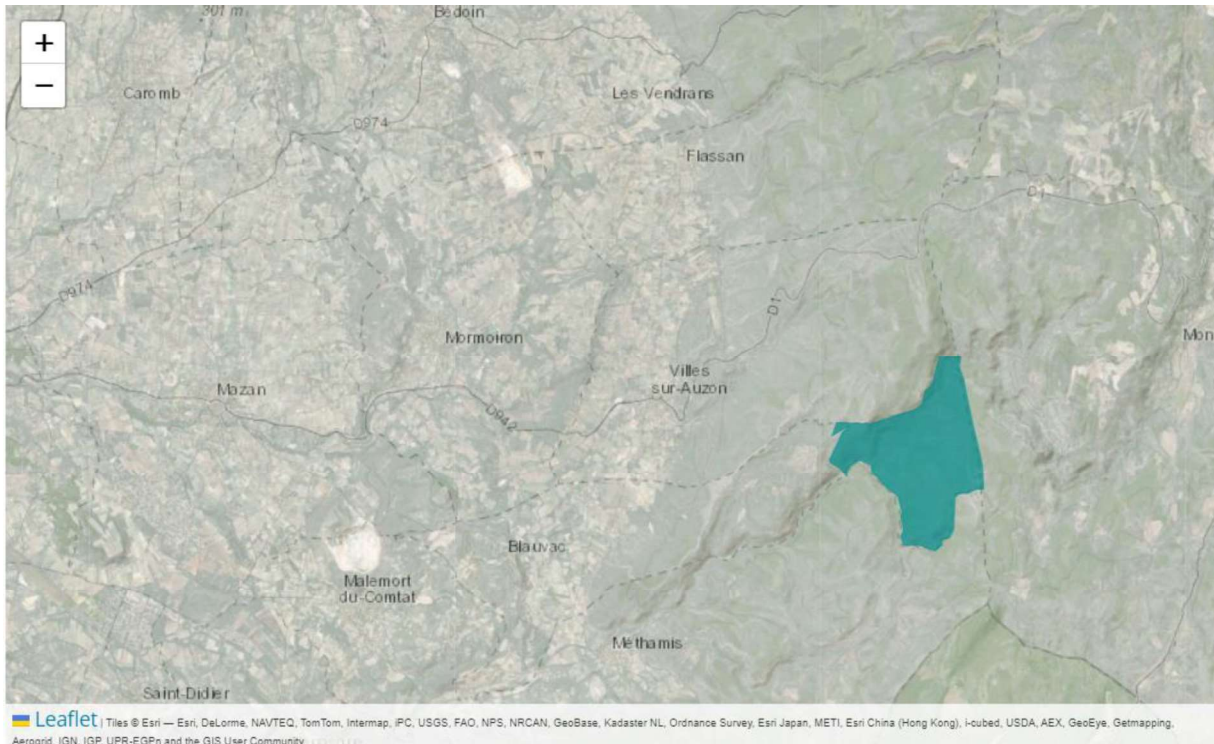 301 m
Bédoin
+
−
Caromb
Les Vendrans
D974
Flassan
D1
D974
D1
Mormoiron
Mon
Villes
sur-Auzon
Mazan
D942
Blauvac
Malemort
du-Comtat
Méthamis
Saint-Didier
Leaflet | Tiles © Esri — Esri, DeLorme, NAVTEQ, TomTom, Intermap, iPC, USGS, FAO, NPS, NRCAN, GeoBase, Kadaster NL, Ordnance Survey, Esri Japan, METI, Esri China (Hong Kong), i-cubed, USDA, AEX, GeoEye, Getmapping,
Aerogrid, IGN, IGP, UPR-EGP, and the GIS User Community